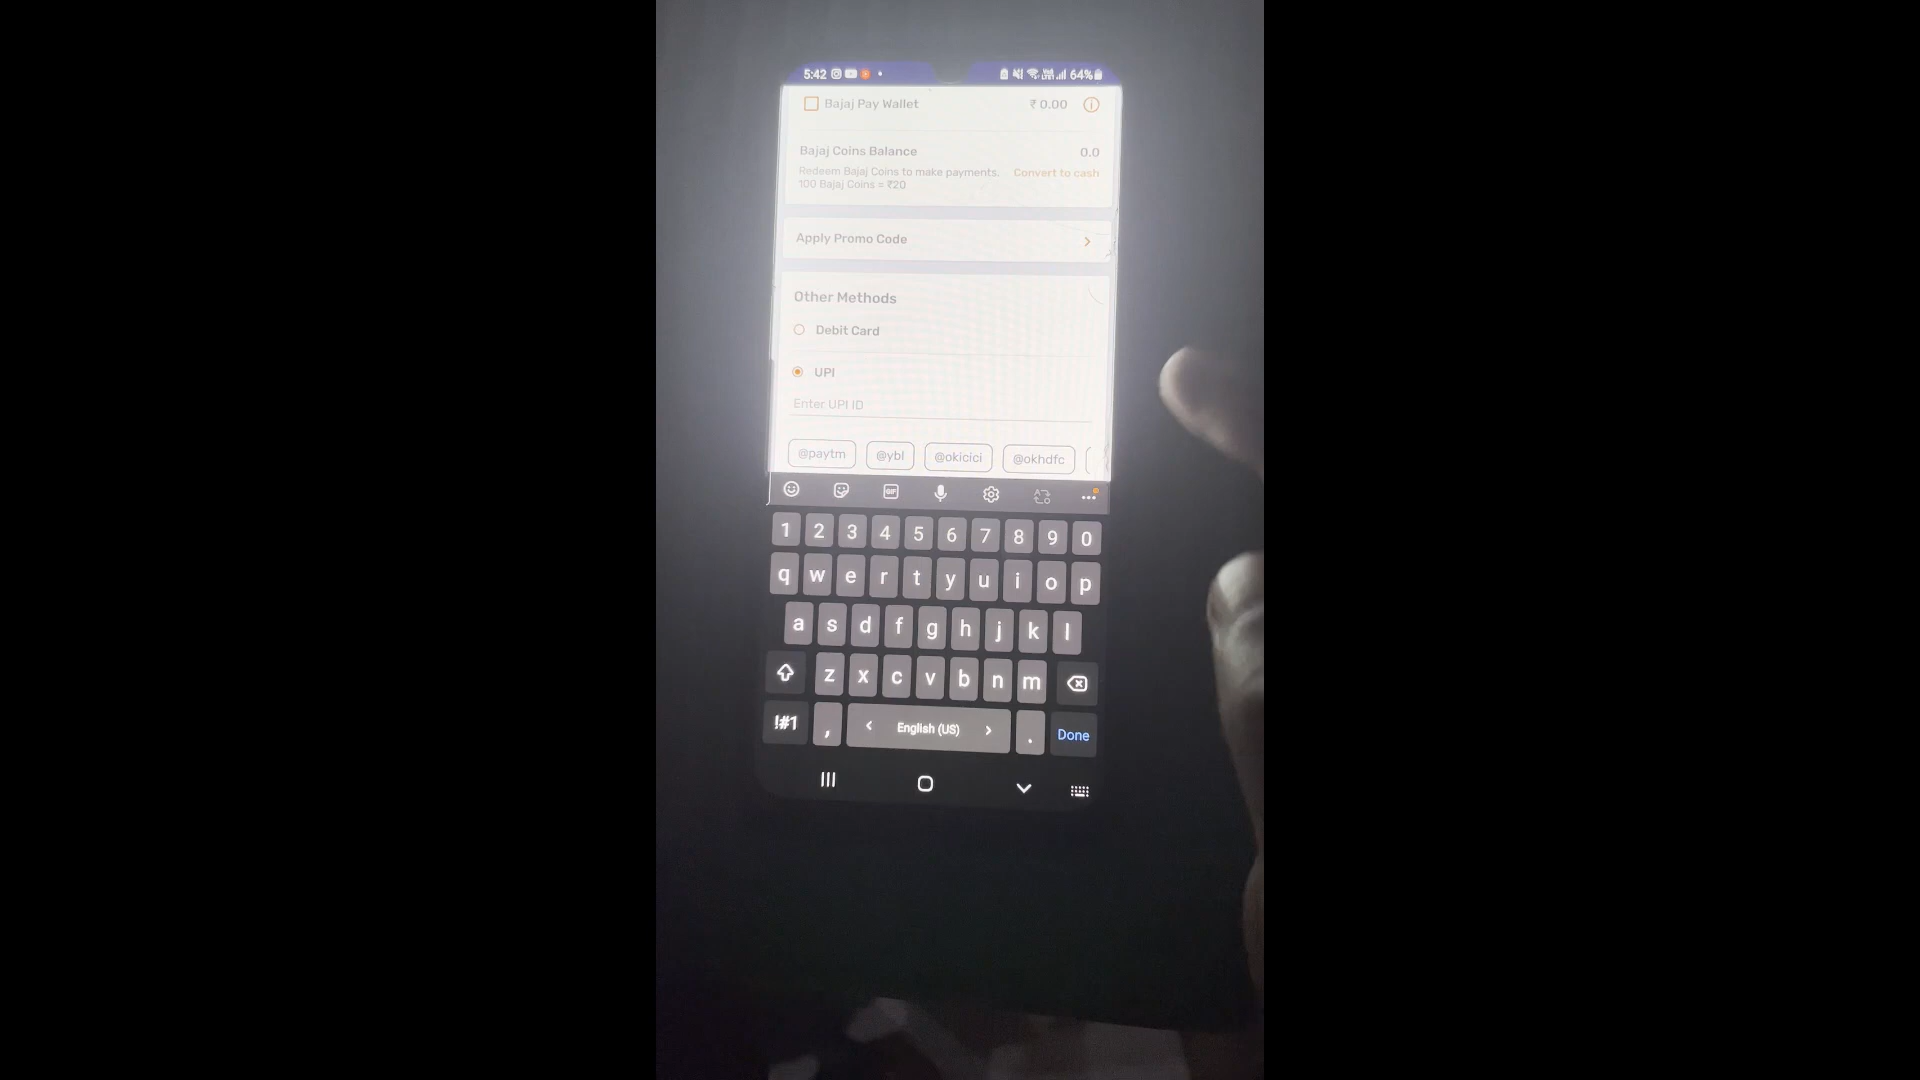 5:42 64%
Bajaj Pay Wallet ₹ 0.00
Bajaj Coins Balance 0.0
Redeem Bajaj Coins to make payments. Convert to cash
100 Bajaj Coins = ₹20
Apply Promo Code
Other Methods
Debit Card
UPI
Enter UPI ID
@paytm @ybl @okicici @okhdfc
GIF
1 2 3 4 5 6 7 8 9 0
q w e r t y u i o p
a s d f g h j k l
z x c v b n m
!#1 , < English (US) > . Done